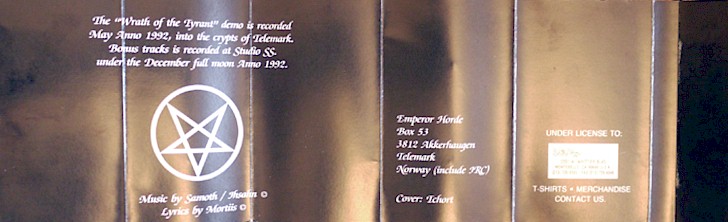 The "Wrath of the Tyrant" demo is recorded
May Anno 1992, into the crypts of Telemark.
Bonus tracks is recorded at Studio SS.
under the December full moon Anno 1992.
Music by Samoth / Ihsahn ©
Lyrics by Mortiis ©
Emperor Horde
Box 53
3812 Akkerhaugen
Telemark
Norway (include IRC)
Cover: Tchort
UNDER LICENSE TO:
T-SHIRTS + MERCHANDISE
CONTACT US.